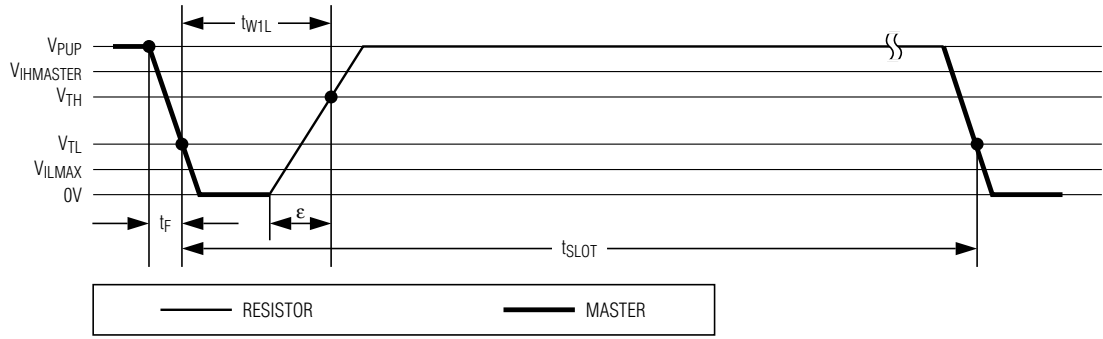 tW1L
VPUP
VIHMASTER
VTH
VTL
VILMAX
0V
tF
ε
tSLOT
RESISTOR
MASTER